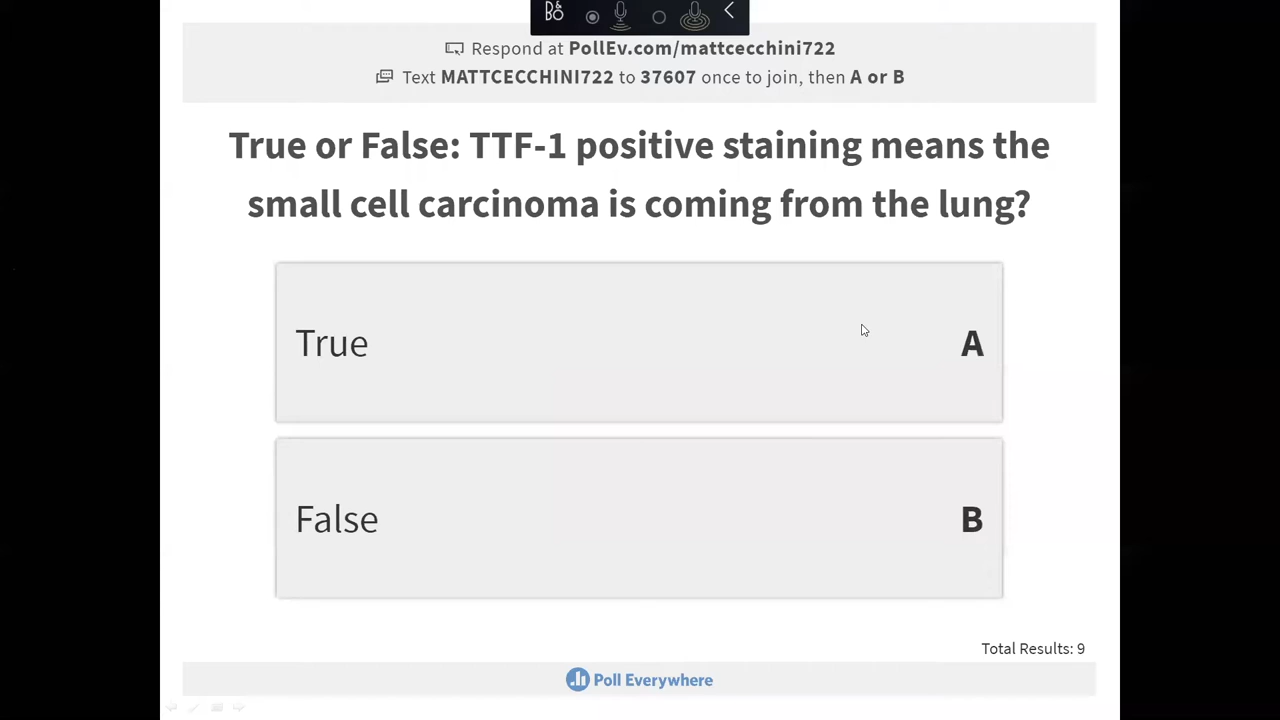 B&O
Respond at PollEv.com/mattcecchini722
Text MATTCECCHINI722 to 37607 once to join, then A or B
True or False: TTF-1 positive staining means the
small cell carcinoma is coming from the lung?
True A
False B
Total Results: 9
Poll Everywhere